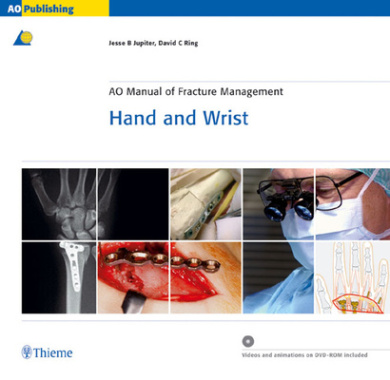 AO Publishing
Jesse B Jupiter, David C Ring
AO Manual of Fracture Management
Hand and Wrist
Thieme
Videos and animations on DVD-ROM included